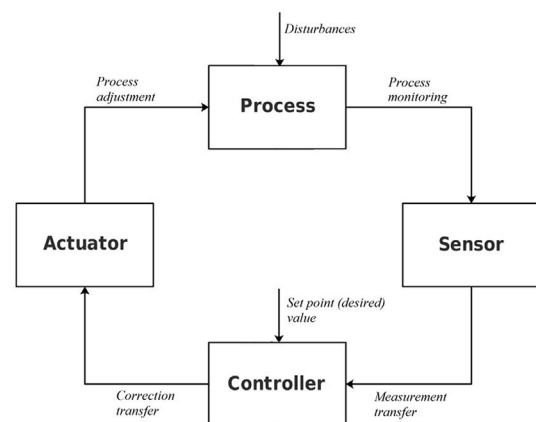 Disturbances
Process
adjustment
Process
Process
monitoring
Actuator
Sensor
Set point (desired)
value
Controller
Correction
transfer
Measurement
transfer